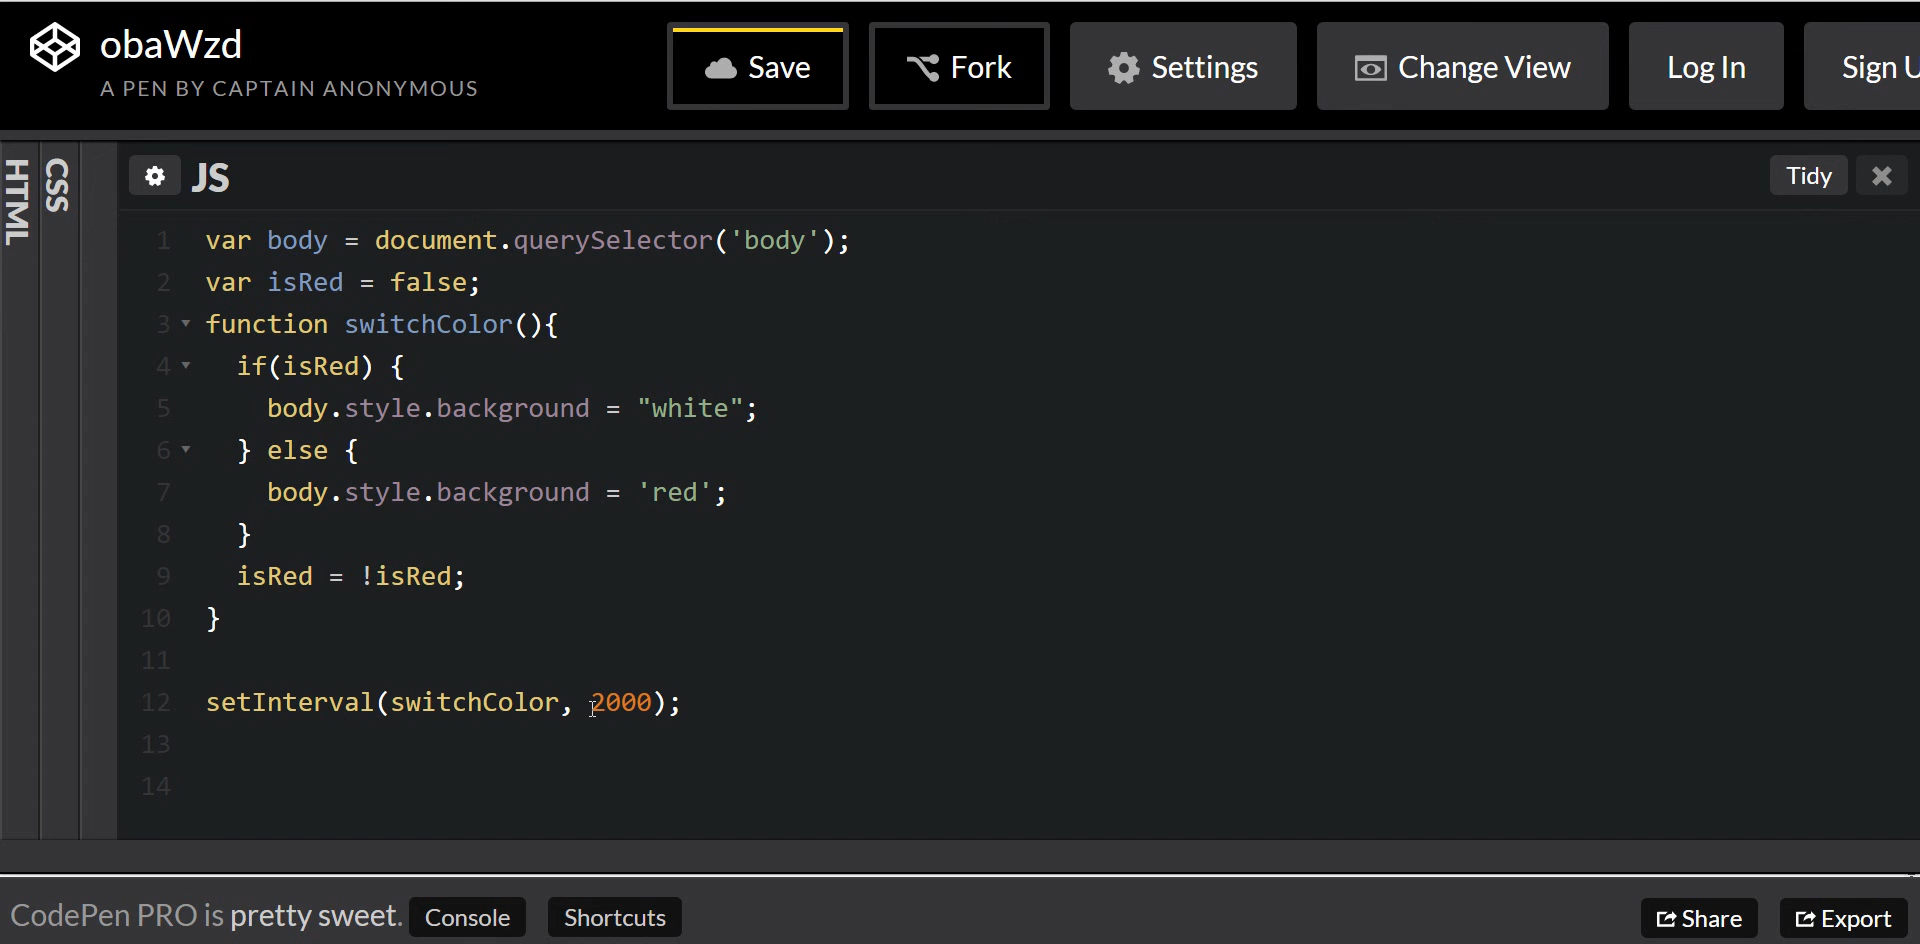 obaWzd
A PEN BY CAPTAIN ANONYMOUS
Save
Fork
Settings
Change View
Log In
Sign U
HTML
CSS
JS
Tidy
1 var body = document.querySelector('body');
2 var isRed = false;
3 function switchColor(){
4   if(isRed) {
5     body.style.background = "white";
6   } else {
7     body.style.background = 'red';
8   }
9   isRed = !isRed;
10 }
11
12 setInterval(switchColor, 2000);
13
14
CodePen PRO is pretty sweet. Console Shortcuts Share Export